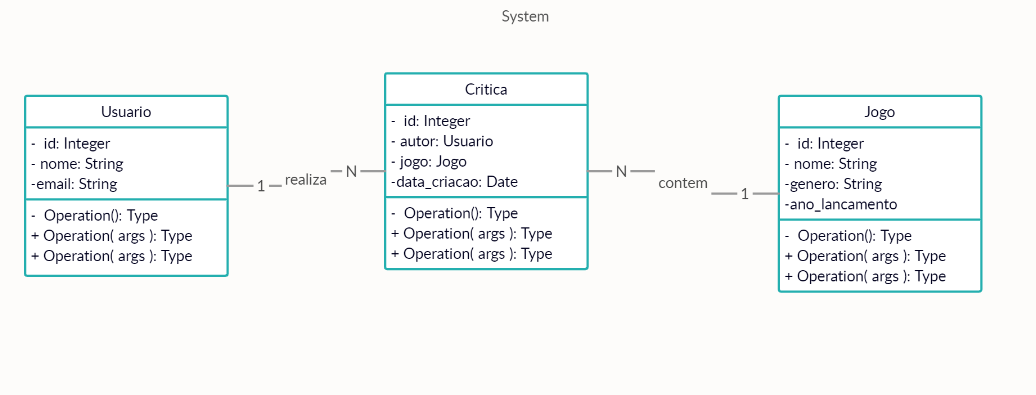 System
Usuario
- id: Integer
- nome: String
-email: String
- Operation(): Type
+ Operation( args ): Type
+ Operation( args ): Type
1
realiza
N
Critica
- id: Integer
- autor: Usuario
- jogo: Jogo
-data_criacao: Date
- Operation(): Type
+ Operation( args ): Type
+ Operation( args ): Type
N
contem
1
Jogo
- id: Integer
- nome: String
-genero: String
-ano_lancamento
- Operation(): Type
+ Operation( args ): Type
+ Operation( args ): Type